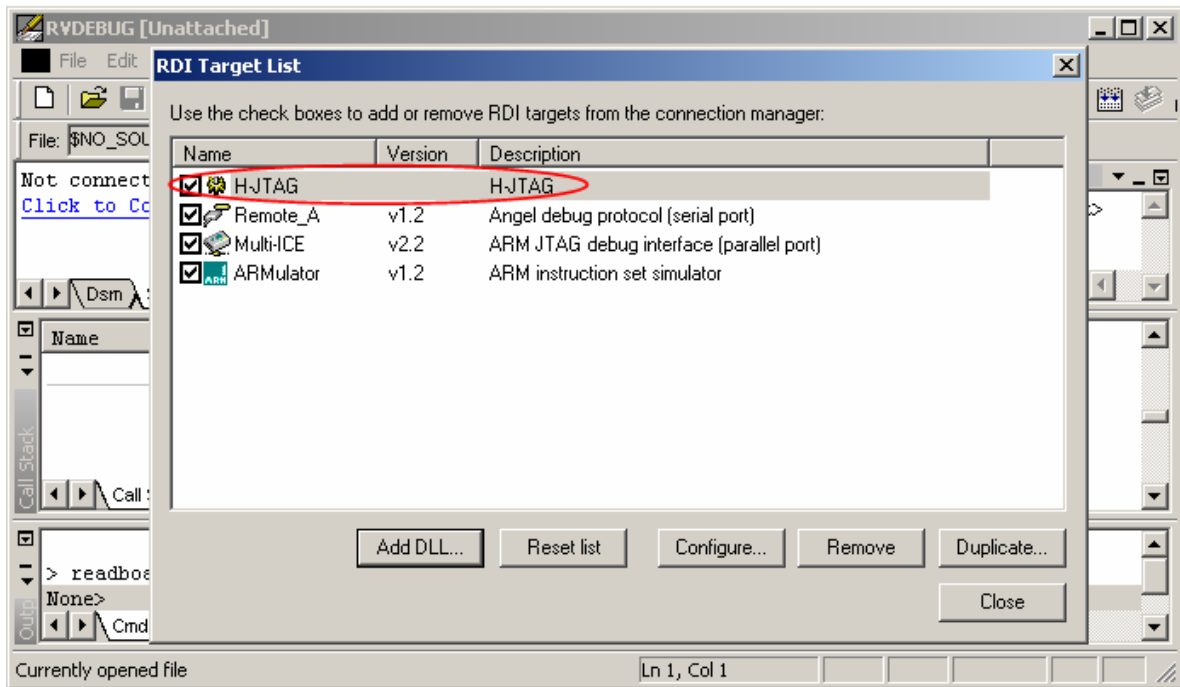 RVDEBUG [Unattached]
File Edit
RDI Target List
Use the check boxes to add or remove RDI targets from the connection manager:
File: $NO_SOU
Name Version Description
Not connect
Click to Co
H-JTAG H-JTAG
Remote_A v1.2 Angel debug protocol (serial port)
Multi-ICE v2.2 ARM JTAG debug interface (parallel port)
ARMulator v1.2 ARM instruction set simulator
Dsm
Name
Call Stack
Call
Add DLL... Reset list Configure... Remove Duplicate...
> readboa
None>
Close
Outp
Cmd
Currently opened file Ln 1, Col 1